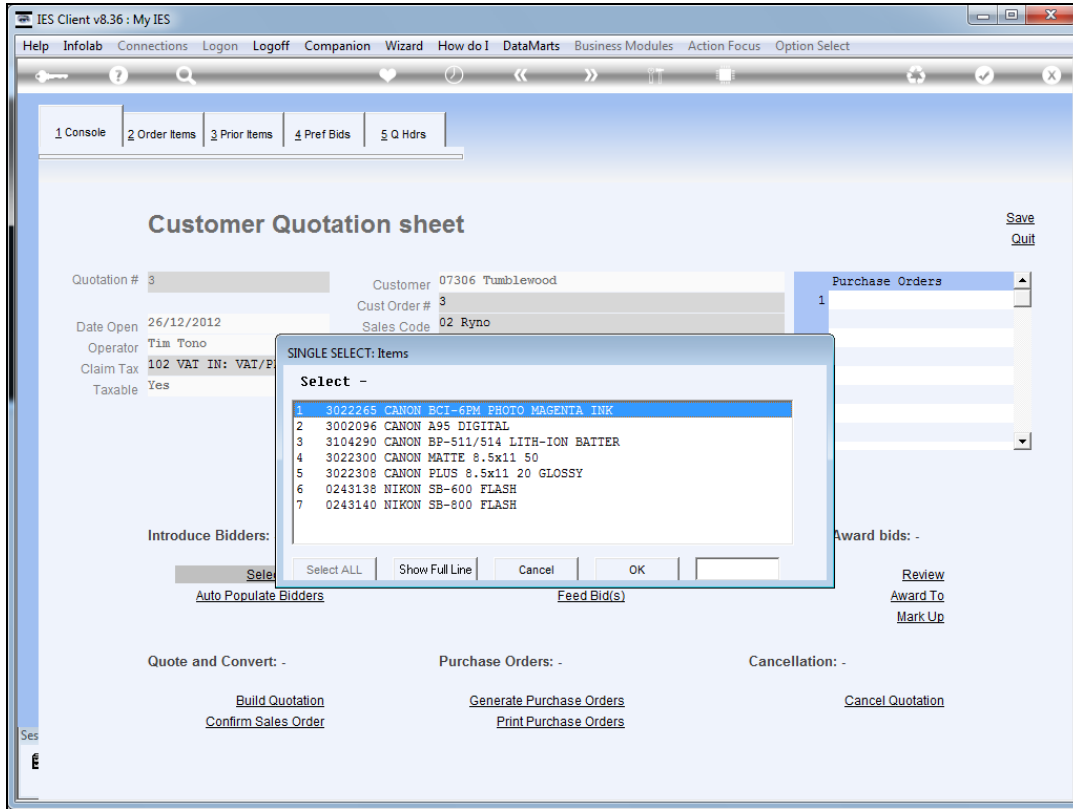 IES Client v8.36 : My IES
Help Infolab Connections Logon Logoff Companion Wizard How do I DataMarts Business Modules Action Focus Option Select
1 Console 2 Order Items 3 Prior Items 4 Pref Bids 5 Q Hdrs
Customer Quotation sheet
Save
Quit
Quotation # 3
Customer 07306 Tumblewood
Cust Order # 3
Date Open 26/12/2012
Sales Code 02 Ryno
Operator Tim Tono
Claim Tax 102 VAT IN: VAT/P
Taxable Yes
Purchase Orders
1
SINGLE SELECT: Items
Select -
1 3022265 CANON BCI-6PM PHOTO MAGENTA INK
2 3002096 CANON A95 DIGITAL
3 3104290 CANON BP-511/514 LITH-ION BATTER
4 3022300 CANON MATTE 8.5x11 50
5 3022308 CANON PLUS 8.5x11 20 GLOSSY
6 0243138 NIKON SB-600 FLASH
7 0243140 NIKON SB-800 FLASH
Select ALL Show Full Line Cancel OK
Introduce Bidders:
Award bids: -
Selec
Review
Auto Populate Bidders
Feed Bid(s)
Award To
Mark Up
Quote and Convert: -
Purchase Orders: -
Cancellation: -
Build Quotation
Generate Purchase Orders
Cancel Quotation
Confirm Sales Order
Print Purchase Orders
Ses